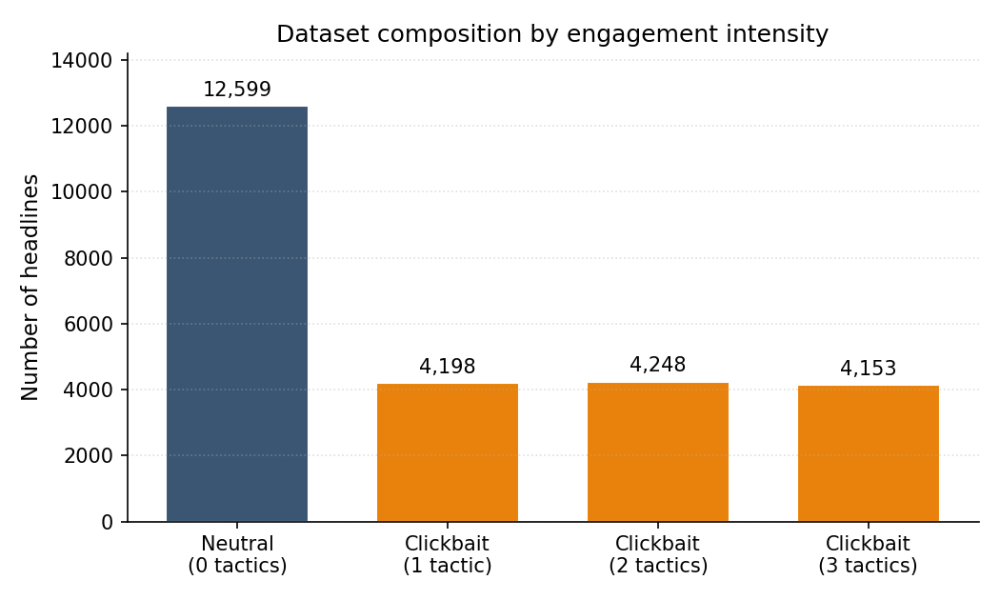 Dataset composition by engagement intensity
Number of headlines
14000
12000
10000
8000
6000
4000
2000
0
12,599
4,198
4,248
4,153
Neutral
(0 tactics)
Clickbait
(1 tactic)
Clickbait
(2 tactics)
Clickbait
(3 tactics)